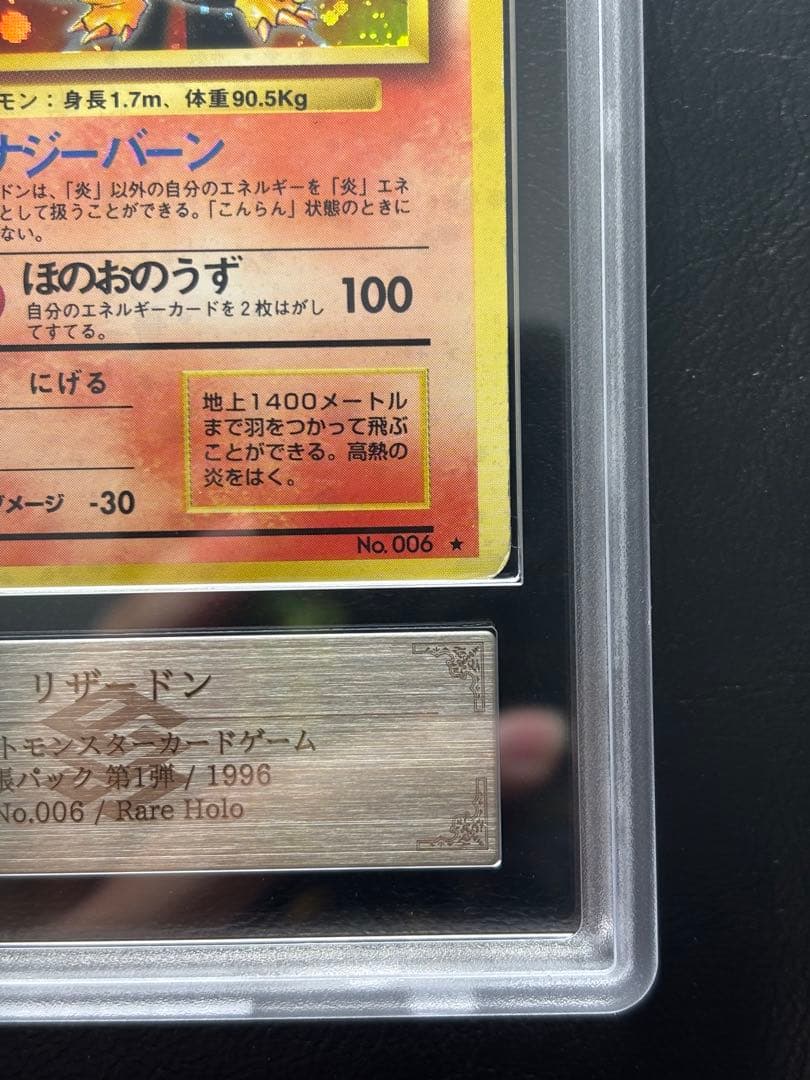 モン：身長1.7m、体重90.5Kg
ナジーバーン
ドンは、「炎」以外の自分のエネルギーを「炎」エネ
として扱うことができる。「こんらん」状態のときに
ない。
ほのおのうず 100
自分のエネルギーカードを2枚はがし
てすてる。
にげる
地上1400メートル
まで羽をつかって飛ぶ
ことができる。高熱の
炎をはく。
ダメージ -30
No. 006 ★
リザードン
トモンスターカードゲーム
張パック 第1弾 / 1996
No.006 / Rare Holo